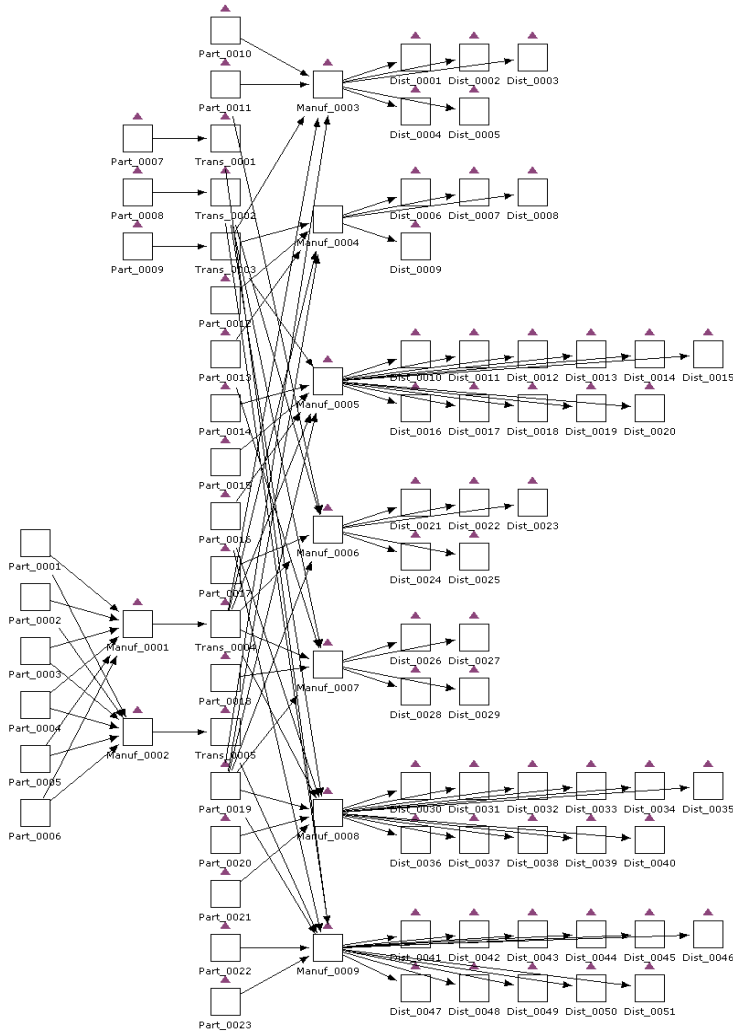 Part_0010
Dist_0001 Dist_0002 Dist_0003
Part_0011 Manuf_0003
Dist_0004 Dist_0005
Part_0007 Trans_0001
Part_0008 Trans_0002
Dist_0006 Dist_0007 Dist_0008
Manuf_0004
Part_0009 Trans_0003 Dist_0009
Part_0012
Part_0013
Dist_0010 Dist_0011 Dist_0012 Dist_0013 Dist_0014 Dist_0015
Manuf_0005
Part_0014
Dist_0016 Dist_0017 Dist_0018 Dist_0019 Dist_0020
Part_0015
Part_0016
Dist_0021 Dist_0022 Dist_0023
Manuf_0006
Part_0001
Part_0017
Dist_0024 Dist_0025
Part_0002
Manuf_0001 Trans_0004
Dist_0026 Dist_0027
Part_0003
Manuf_0007
Part_0018
Dist_0028 Dist_0029
Part_0004
Manuf_0002 Trans_0005
Part_0005
Part_0019
Dist_0030 Dist_0031 Dist_0032 Dist_0033 Dist_0034 Dist_0035
Part_0006
Manuf_0008
Part_0020
Dist_0036 Dist_0037 Dist_0038 Dist_0039 Dist_0040
Part_0021
Dist_0041 Dist_0042 Dist_0043 Dist_0044 Dist_0045 Dist_0046
Part_0022
Manuf_0009
Dist_0047 Dist_0048 Dist_0049 Dist_0050 Dist_0051
Part_0023